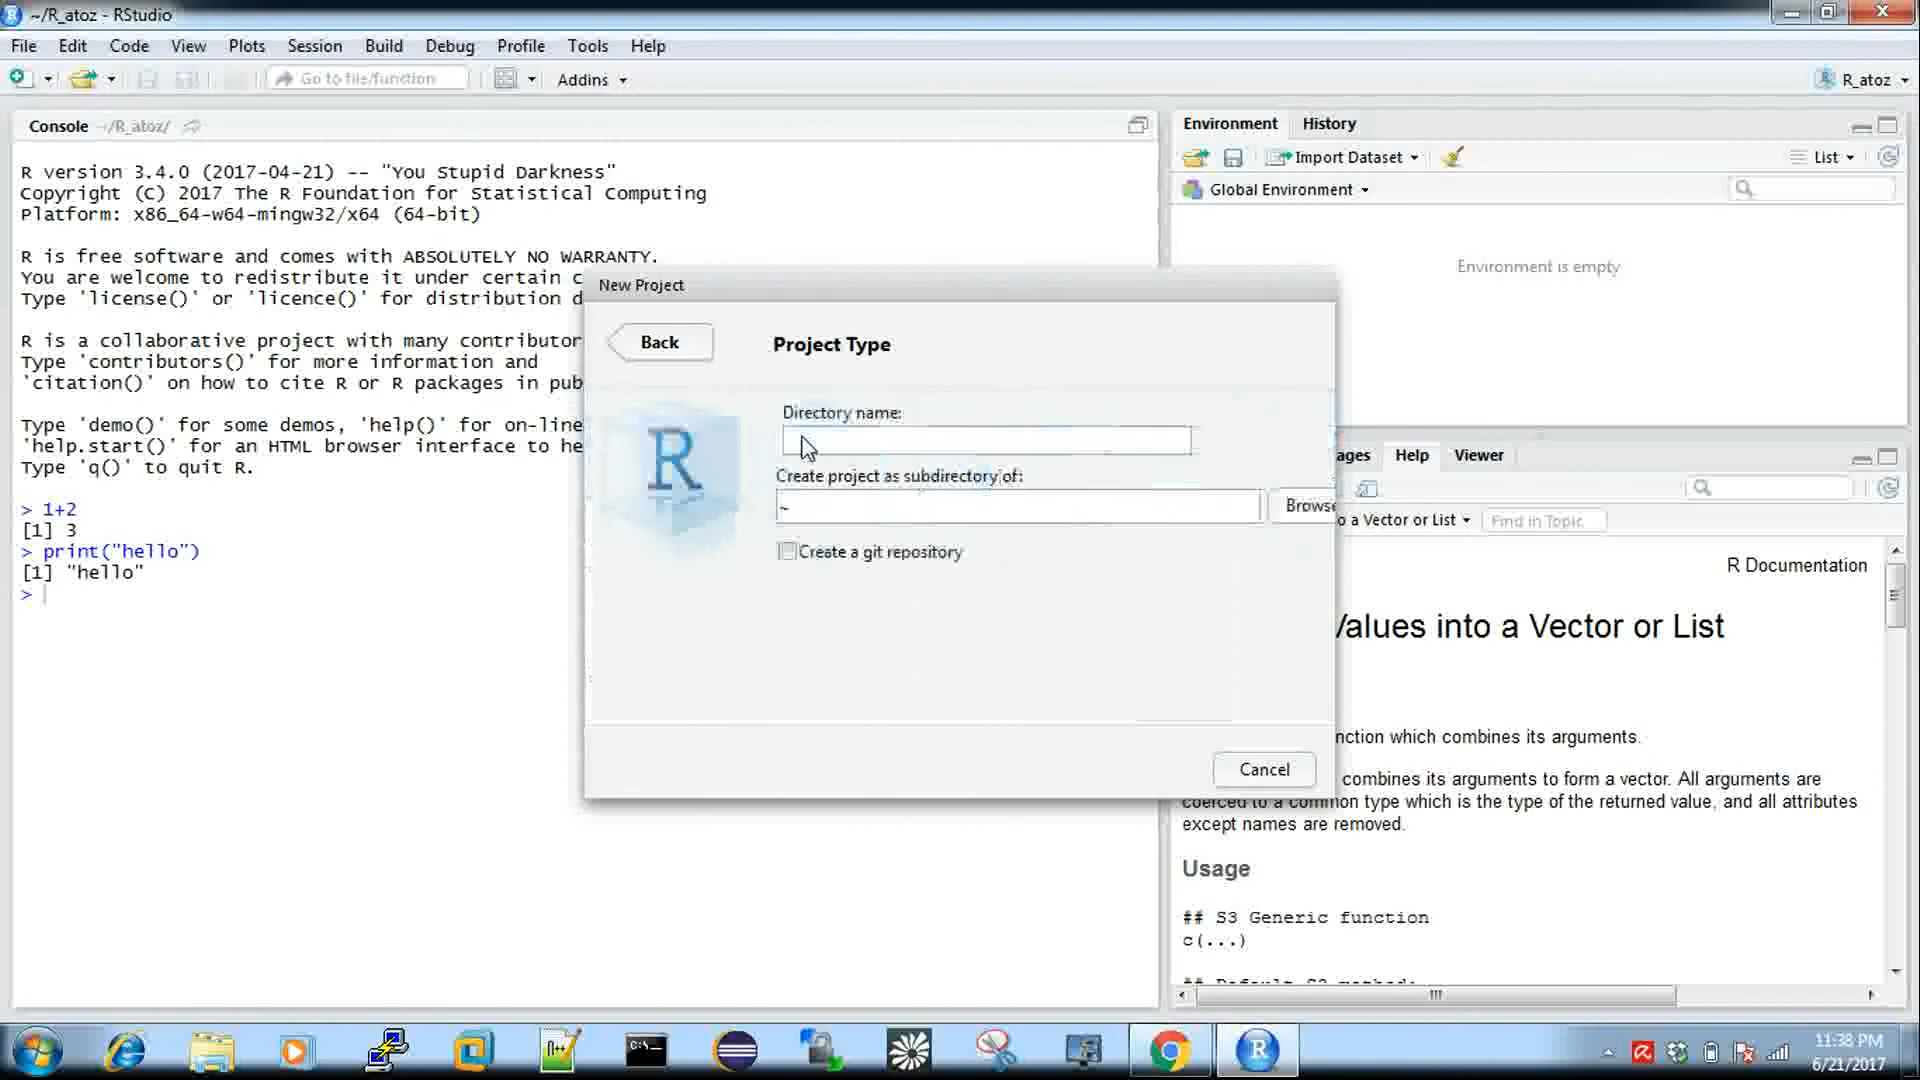 ~/R_atoz - RStudio
File Edit Code View Plots Session Build Debug Profile Tools Help
Go to file/function Addins R_atoz
Console ~/R_atoz/
R version 3.4.0 (2017-04-21) -- "You Stupid Darkness"
Copyright (C) 2017 The R Foundation for Statistical Computing
Platform: x86_64-w64-mingw32/x64 (64-bit)
R is free software and comes with ABSOLUTELY NO WARRANTY.
You are welcome to redistribute it under certain c
Type 'license()' or 'licence()' for distribution d
R is a collaborative project with many contributor
Type 'contributors()' for more information and
'citation()' on how to cite R or R packages in pub
Type 'demo()' for some demos, 'help()' for on-line
'help.start()' for an HTML browser interface to he
Type 'q()' to quit R.
> 1+2
[1] 3
> print("hello")
[1] "hello"
>
New Project
Back
Project Type
R
Directory name:
Create project as subdirectory of:
~
Browse
Create a git repository
Cancel
Environment History
Import Dataset List
Global Environment
Environment is empty
ages Help Viewer
o a Vector or List Find in Topic
R Documentation
Values into a Vector or List
nction which combines its arguments.
combines its arguments to form a vector. All arguments are
coerced to a common type which is the type of the returned value, and all attributes
except names are removed.
Usage
## S3 Generic function
c(...)
## Default S3 method:
11:38 PM
6/21/2017